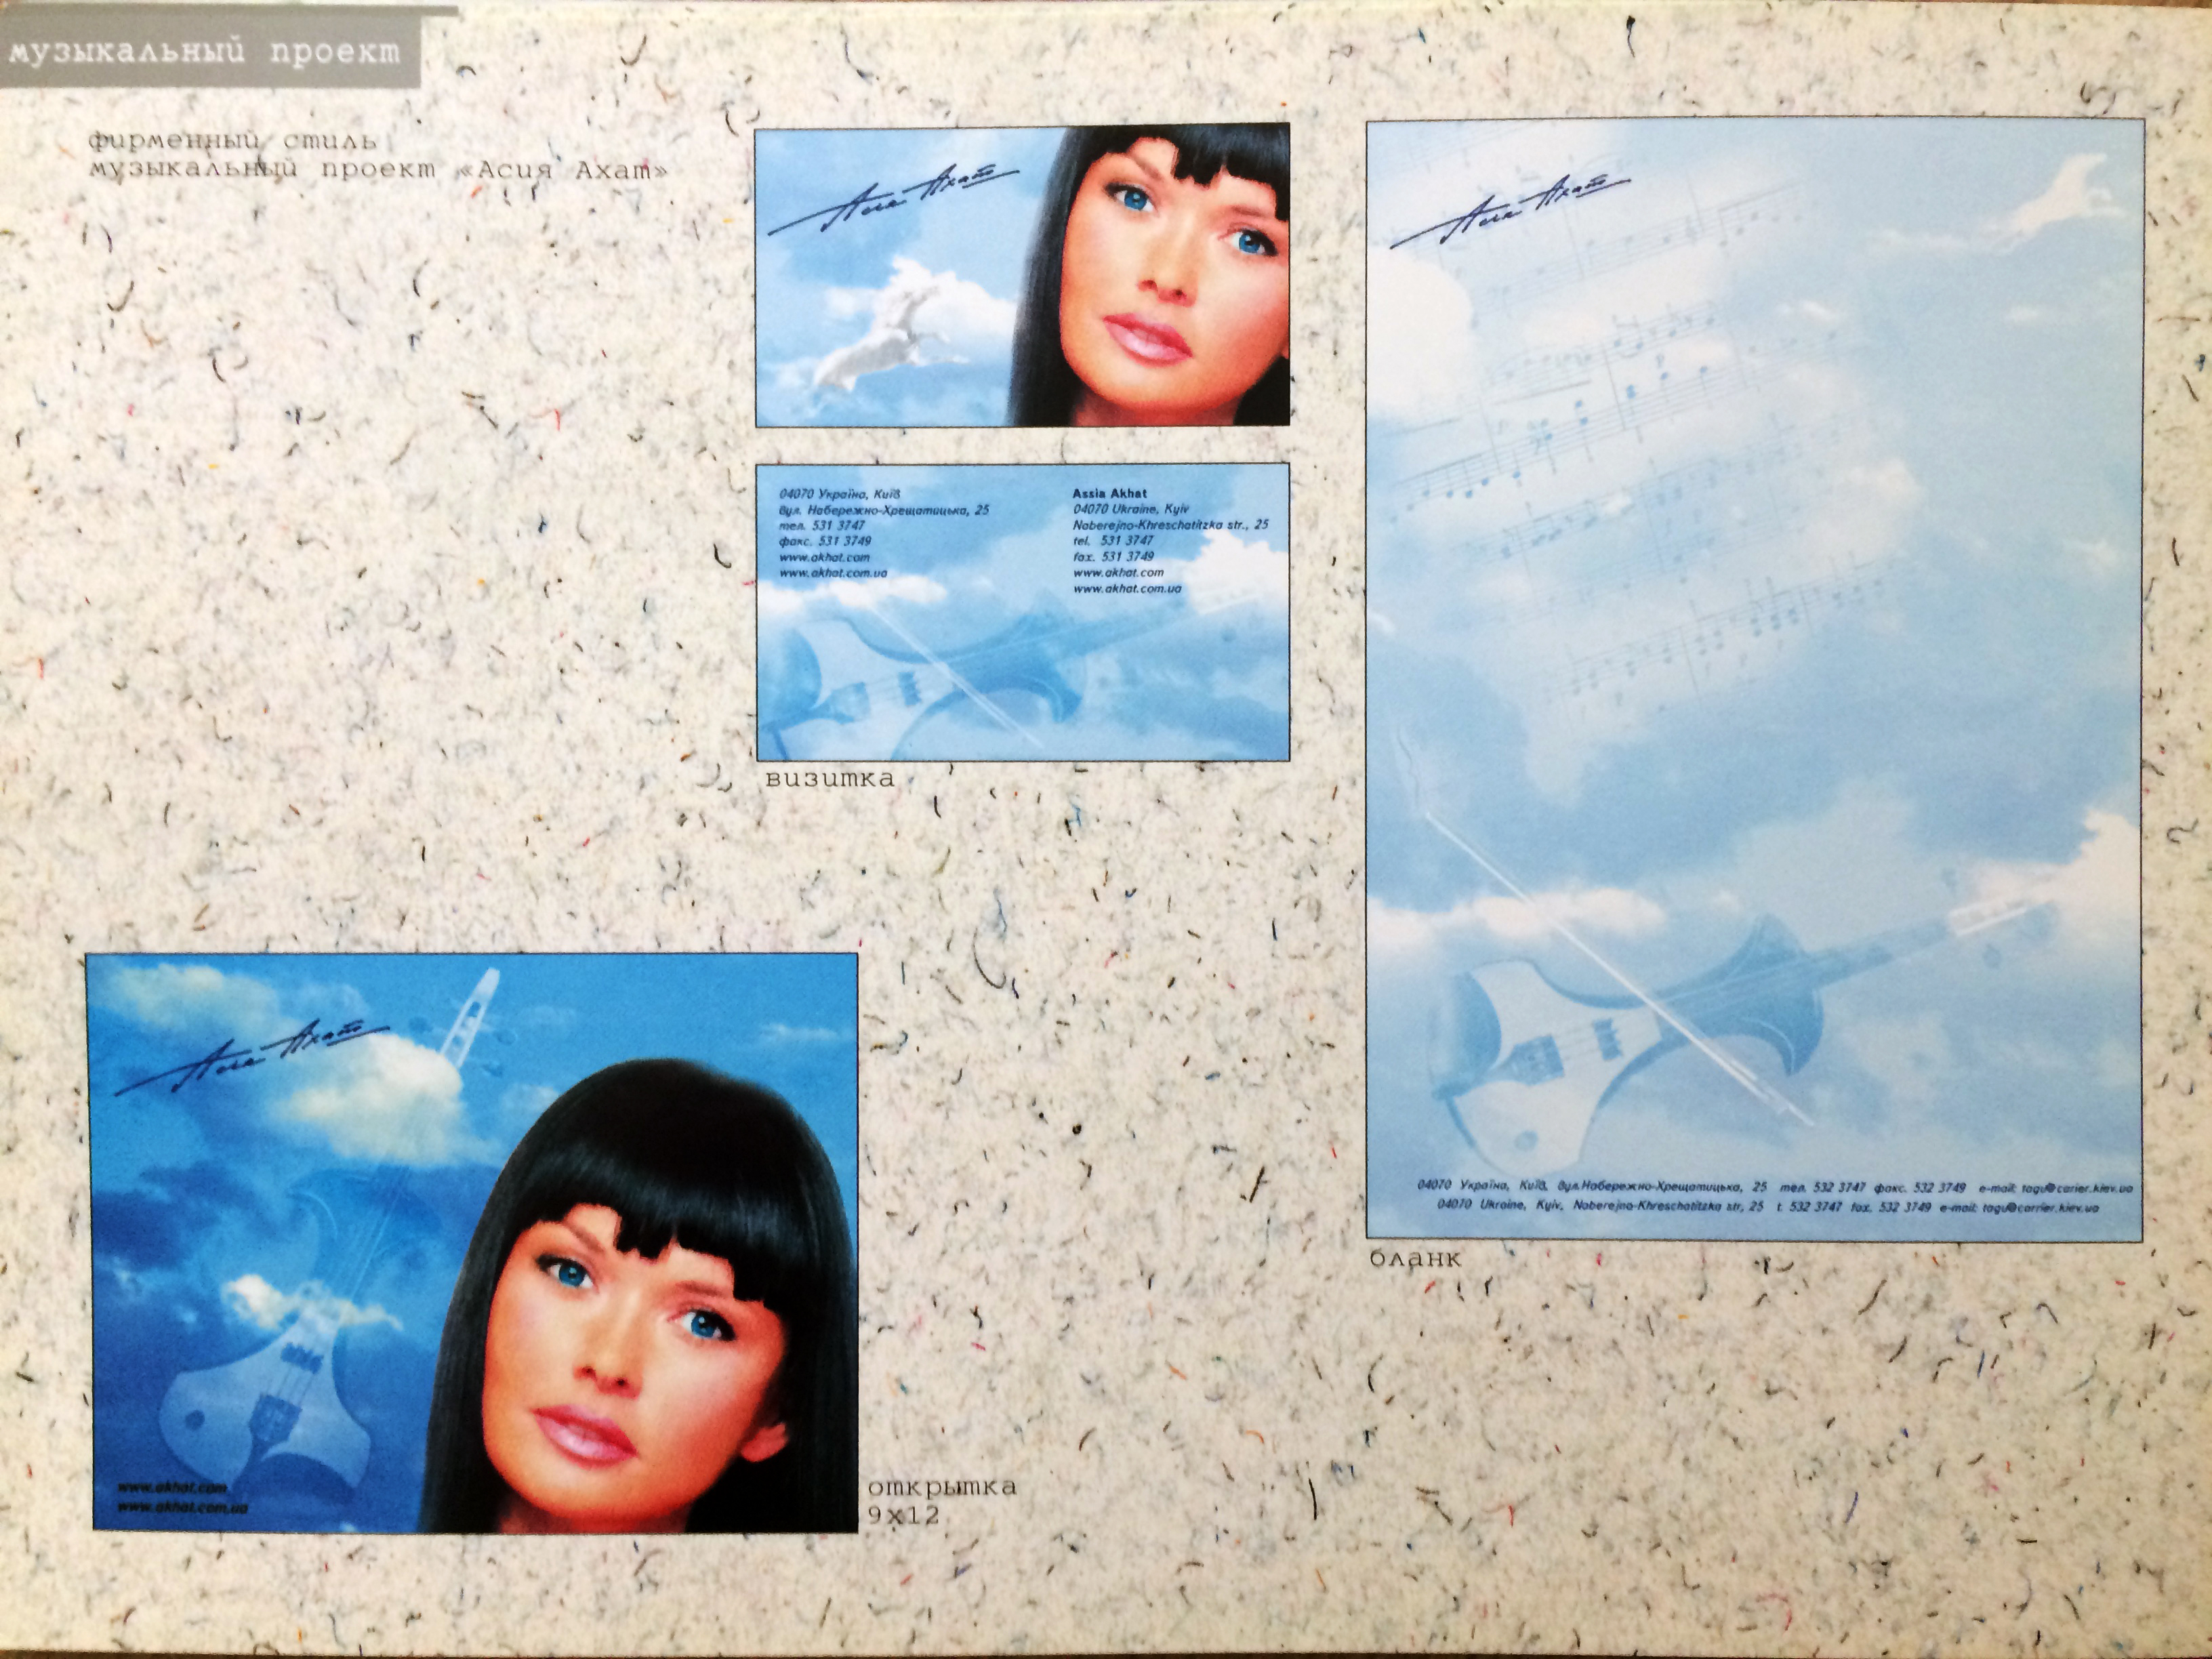 музыкальный проект
фирменный стиль
музыкальный проект «Асия Ахат»
Ася Ахат
04070 Україна, Київ
вул. Набережно-Хрещатицька, 25
тел. 531 3747
факс. 531 3749
www.akhat.com
www.akhat.com.ua
Assia Akhat
04070 Ukraine, Kyiv
Naberejno-Khreschatitzka str., 25
tel. 531 3747
fax. 531 3749
www.akhat.com
www.akhat.com.ua
визитка
Ася Ахат
04070 Україна, Київ, вул.Набережно-Хрещатицька, 25 тел. 532 3747 факс. 532 3749 e-mail: tagu@carier.kiev.ua
04070 Ukraine, Kyiv, Naberejna-Khreschatitzka str, 25 t. 532 3747 fax. 532 3749 e-mail: tagu@carrier.kiev.ua
бланк
Ася Ахат
www.akhat.com
www.akhat.com.ua
открытка
9x12